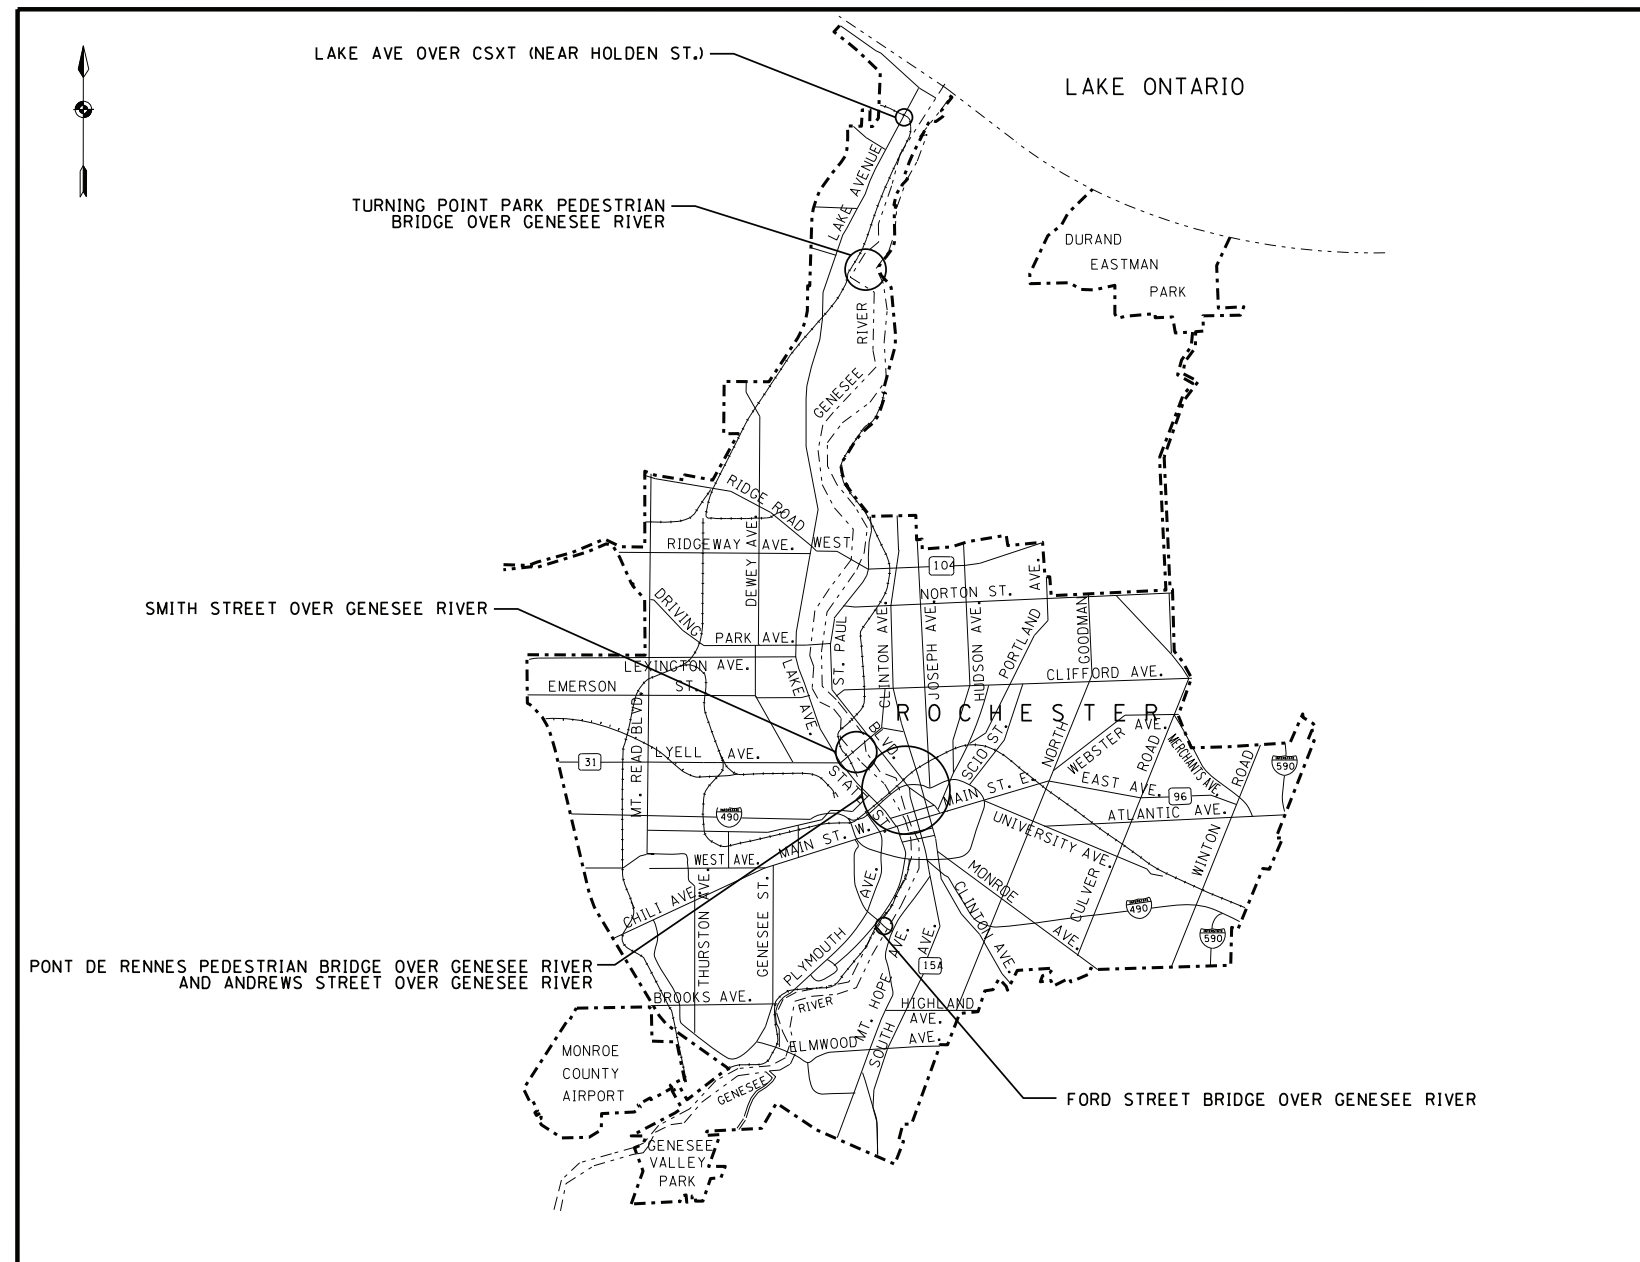 LAKE AVE OVER CSXT (NEAR HOLDEN ST.)
LAKE ONTARIO
LAKE AVENUE
TURNING POINT PARK PEDESTRIAN
BRIDGE OVER GENESEE RIVER
DURAND
EASTMAN
PARK
RIVER
GENESEE
RIDGE ROAD
WEST
RIDGEWAY AVE.
DEWEY AVE.
104
NORTON ST.
PORTLAND AVE.
SMITH STREET OVER GENESEE RIVER
DRIVING
PARK AVE.
ST. PAUL
BLVD.
CLINTON AVE.
JOSEPH AVE.
HUDSON AVE.
GOODMAN
LEXINGTON AVE.
CLIFFORD AVE.
EMERSON ST.
LAKE AVE.
ROCHESTER
MT. READ BLVD.
31
LYELL AVE.
STATE ST.
SCIO ST.
NORTH
WEBSTER AVE.
ROAD
MERCHANTS AVE.
ROAD
INTERSTATE
590
EAST AVE.
96
MAIN ST. E.
ATLANTIC AVE.
INTERSTATE
490
MAIN ST. W.
UNIVERSITY AVE.
WINTON
WEST AVE.
MONROE
AVE.
CULVER
CHILI AVE.
THURSTON AVE.
GENESEE ST.
PLYMOUTH
AVE.
CLINTON AVE.
INTERSTATE
490
INTERSTATE
590
15A
PONT DE RENNES PEDESTRIAN BRIDGE OVER GENESEE RIVER
AND ANDREWS STREET OVER GENESEE RIVER
BROOKS AVE.
RIVER
MT. HOPE AVE.
SOUTH AVE.
HIGHLAND
AVE.
ELMWOOD AVE.
MONROE
COUNTY
AIRPORT
GENESEE
FORD STREET BRIDGE OVER GENESEE RIVER
GENESEE
VALLEY
PARK